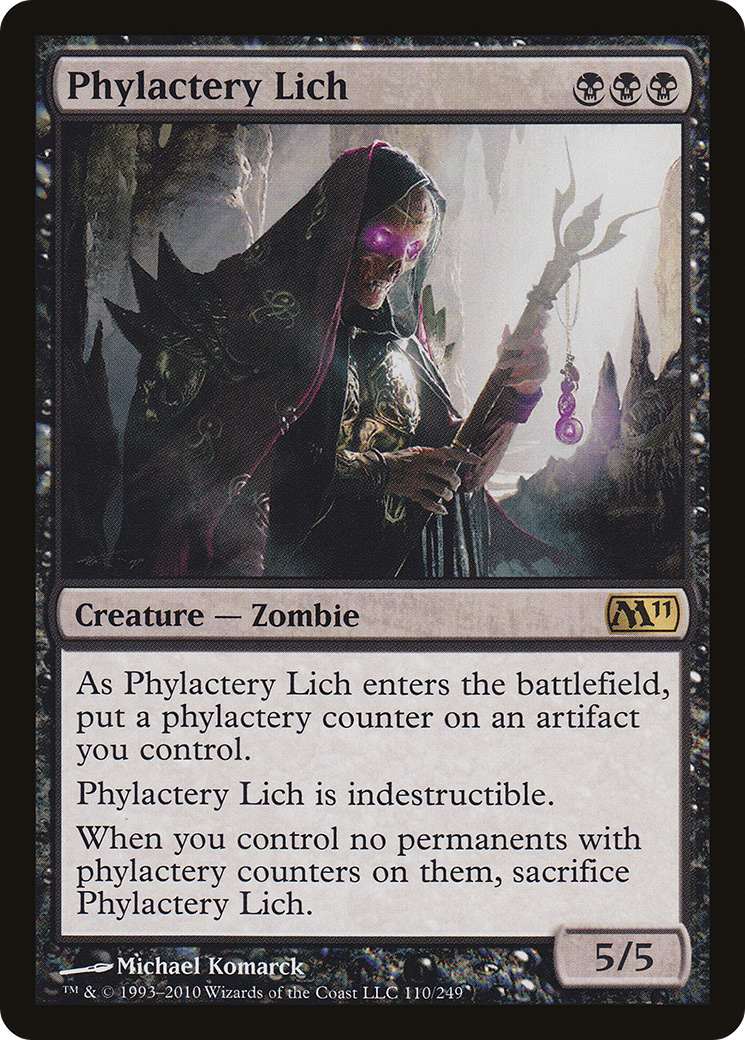 Phylactery Lich
Creature — Zombie
M11
As Phylactery Lich enters the battlefield,
put a phylactery counter on an artifact
you control.
Phylactery Lich is indestructible.
When you control no permanents with
phylactery counters on them, sacrifice
Phylactery Lich.
5/5
Michael Komarck
™ & © 1993–2010 Wizards of the Coast LLC 110/249